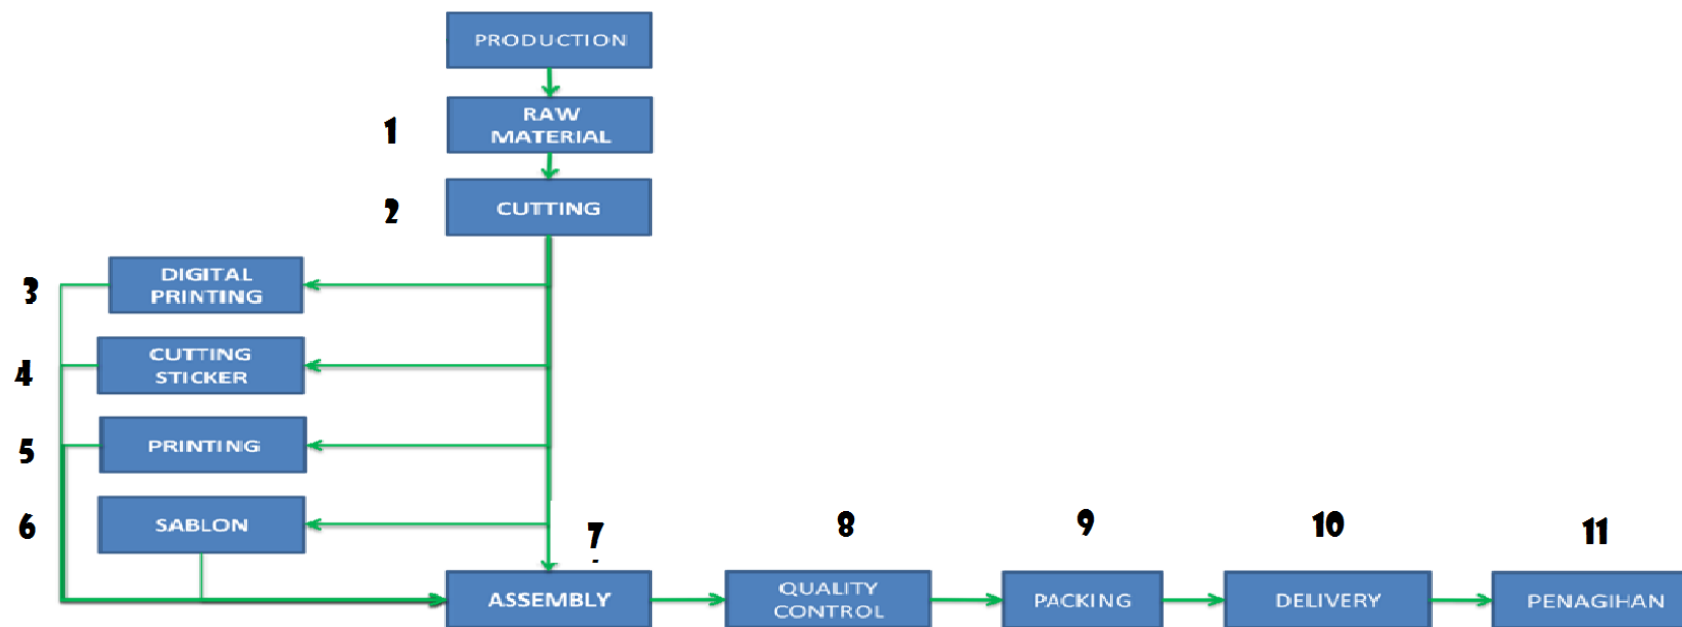 PRODUCTION
1
RAW
MATERIAL
2
CUTTING
3
DIGITAL
PRINTING
4
CUTTING
STICKER
5
PRINTING
6
SABLON
7
ASSEMBLY
8
QUALITY
CONTROL
9
PACKING
10
DELIVERY
11
PENAGIHAN